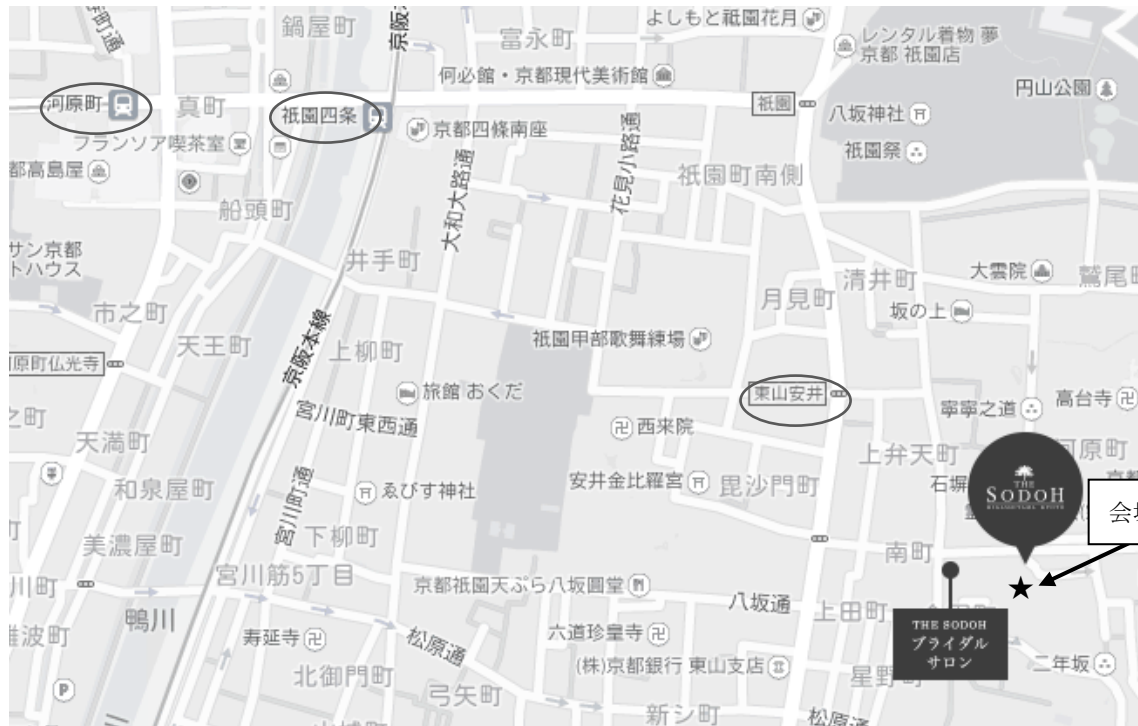 鍋屋町
京阪本
富永町
よしもと祇園花月
レンタル着物 夢
京都 祇園店
何必館・京都現代美術館
円山公園
河原町
真町
祇園四条
祇園
八坂神社
フランソア喫茶室
京都四條南座
祇園祭
都高島屋
大和大路通
花見小路通
祇園町南側
船頭町
サン京都
トハウス
井手町
清井町
大雲院
鷲尾町
市之町
月見町
坂の上
天王町
京阪本線
上柳町
祇園甲部歌舞練場
原町仏光寺
旅館 おくだ
東山安井
寧寧之道
高台寺
之町
宮川町東西通
西来院
天満町
上弁天町
河原町
和泉屋町
宮川町通
ゑびす神社
安井金比羅宮
毘沙門町
石塀
THE
SODOH
HIGASHIYAMA KYOTO
会場
美濃屋町
下柳町
南町
川町
宮川筋5丁目
京都祇園天ぷら八坂圓堂
八坂通
上田町
鴨川
難波町
寿延寺
松原通
六道珍皇寺
THE SODOH
ブライダル
サロン
(株)京都銀行 東山支店
星野町
二年坂
北御門町
弓矢町
P
新シ町
松原